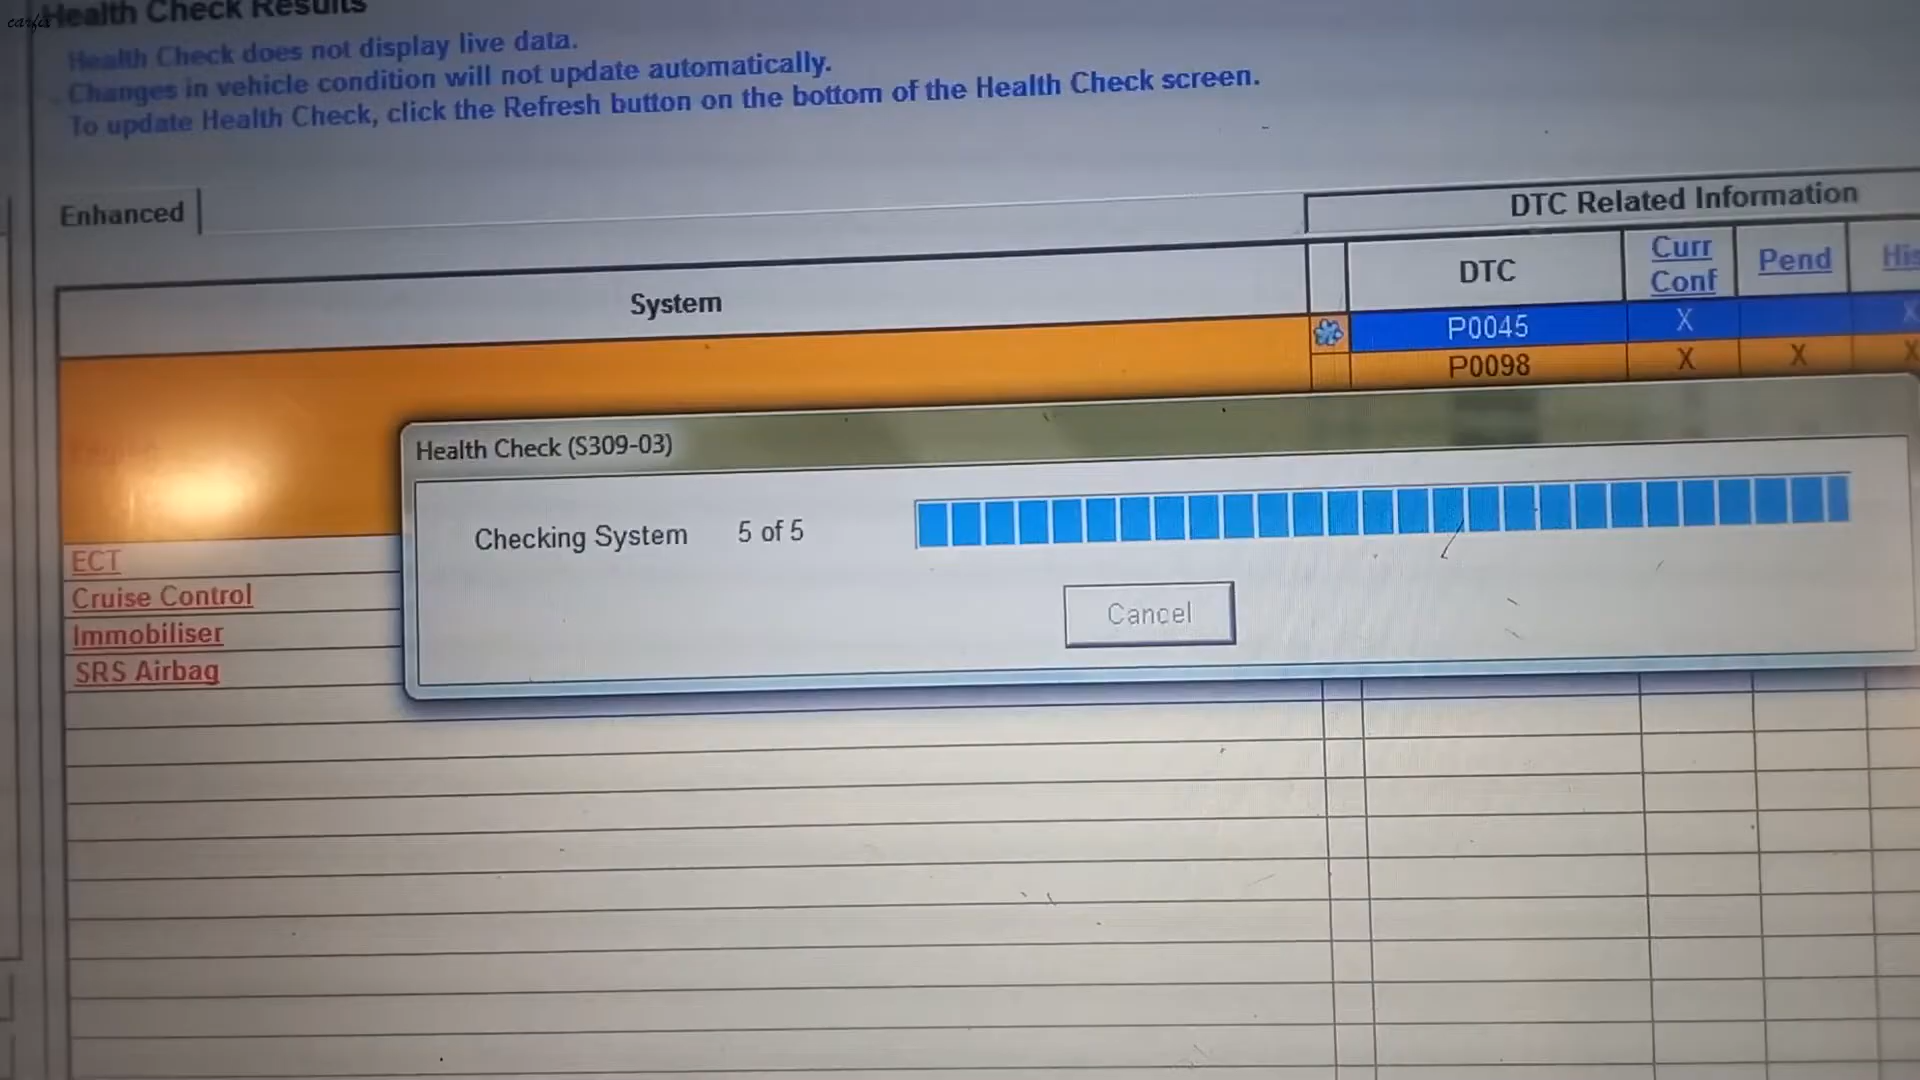 carfix
Health Check Results
Health Check does not display live data.
Changes in vehicle condition will not update automatically.
To update Health Check, click the Refresh button on the bottom of the Health Check screen.
Enhanced
DTC Related Information
System
DTC
Curr
Conf
Pend
His
P0045
X
X
P0098
X
X
X
Health Check (S309-03)
Checking System 5 of 5
Cancel
ECT
Cruise Control
Immobiliser
SRS Airbag